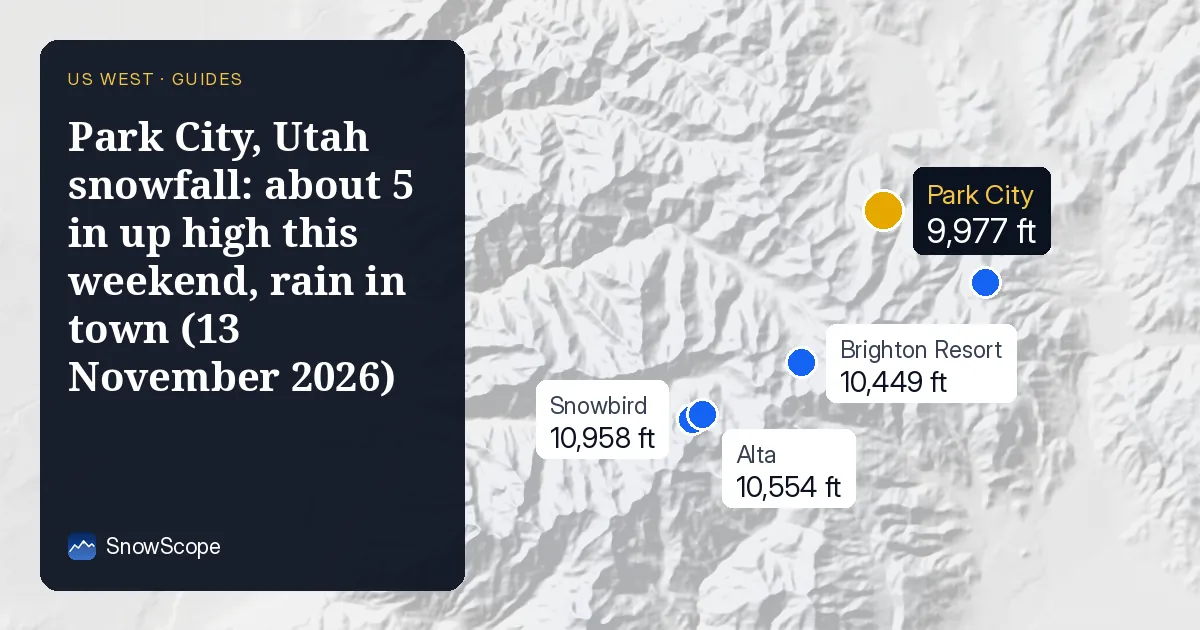 US WEST · GUIDES
Park City, Utah
snowfall: about 5
in up high this
weekend, rain in
town (13
November 2026)
SnowScope
Park City
9,977 ft
Brighton Resort
10,449 ft
Snowbird
10,958 ft
Alta
10,554 ft